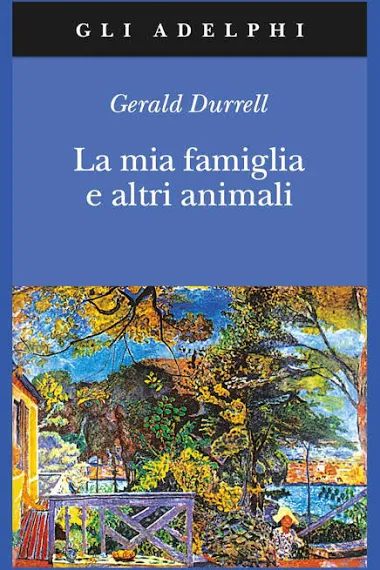 GLI ADELPHI
Gerald Durrell
La mia famiglia
e altri animali